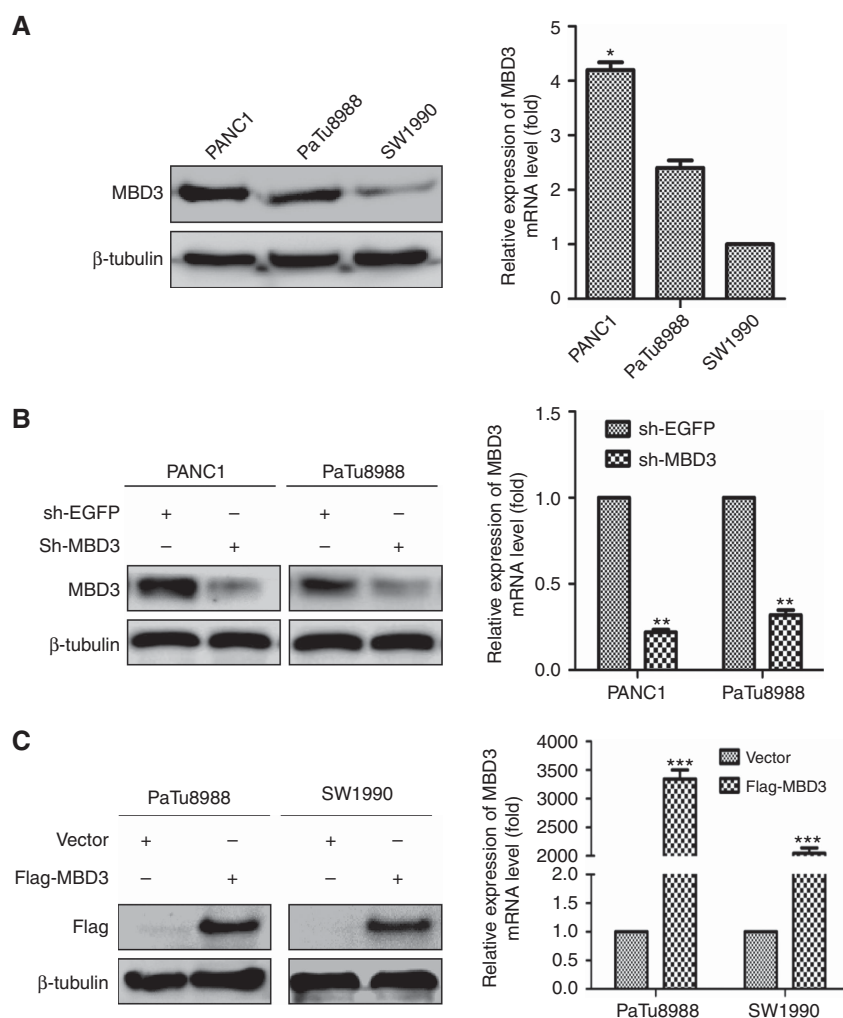 A
PANC1
PaTu8988
SW1990
MBD3
β-tubulin
Relative expression of MBD3
mRNA level (fold)
5
4
3
2
1
0
*
PANC1
PaTu8988
SW1990
B
PANC1 PaTu8988
sh-EGFP + – + –
Sh-MBD3 – + – +
MBD3
β-tubulin
Relative expression of MBD3
mRNA level (fold)
1.5
1.0
0.5
0.0
sh-EGFP
sh-MBD3
** **
PANC1 PaTu8988
C
PaTu8988 SW1990
Vector + – + –
Flag-MBD3 – + – +
Flag
β-tubulin
Relative expression of MBD3
mRNA level (fold)
4000
3500
3000
2500
2000
2.0
1.5
1.0
0.5
0.0
Vector
Flag-MBD3
*** ***
PaTu8988 SW1990